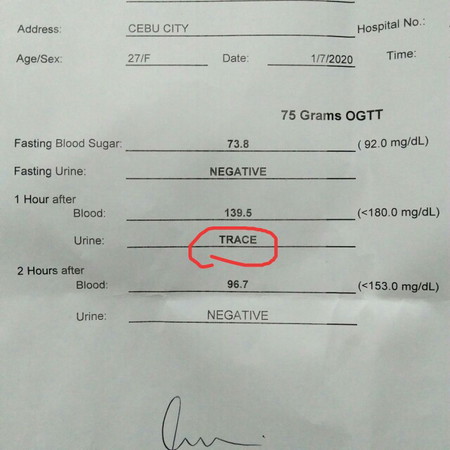 Address: CEBU CITY Hospital No.:
Age/Sex: 27/F Date: 1/7/2020 Time:
75 Grams OGTT
Fasting Blood Sugar: 73.8 ( 92.0 mg/dL)
Fasting Urine: NEGATIVE
1 Hour after
Blood: 139.5 (<180.0 mg/dL)
Urine: TRACE
2 Hours after
Blood: 96.7 (<153.0 mg/dL)
Urine: NEGATIVE